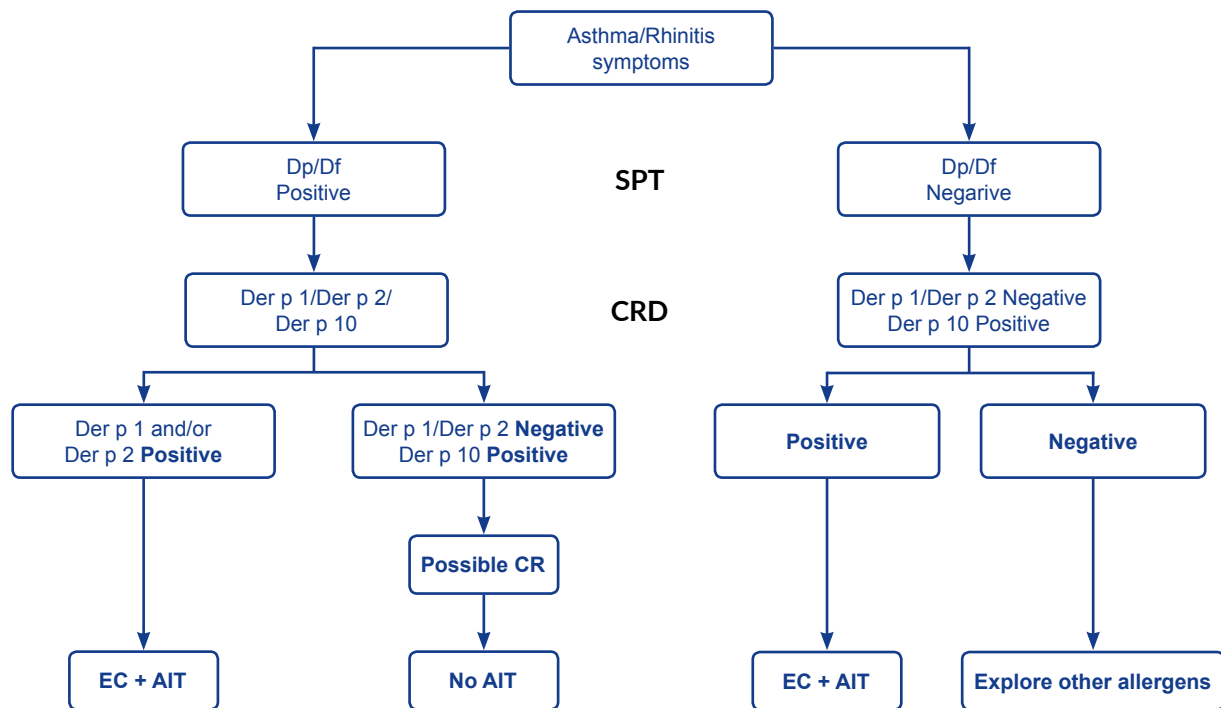 Asthma/Rhinitis
symptoms
Dp/Df
Positive
SPT
Dp/Df
Negarive
Der p 1/Der p 2/
Der p 10
CRD
Der p 1/Der p 2 Negative
Der p 10 Positive
Der p 1 and/or
Der p 2 Positive
Der p 1/Der p 2 Negative
Der p 10 Positive
Positive
Negative
Possible CR
EC + AIT
No AIT
EC + AIT
Explore other allergens